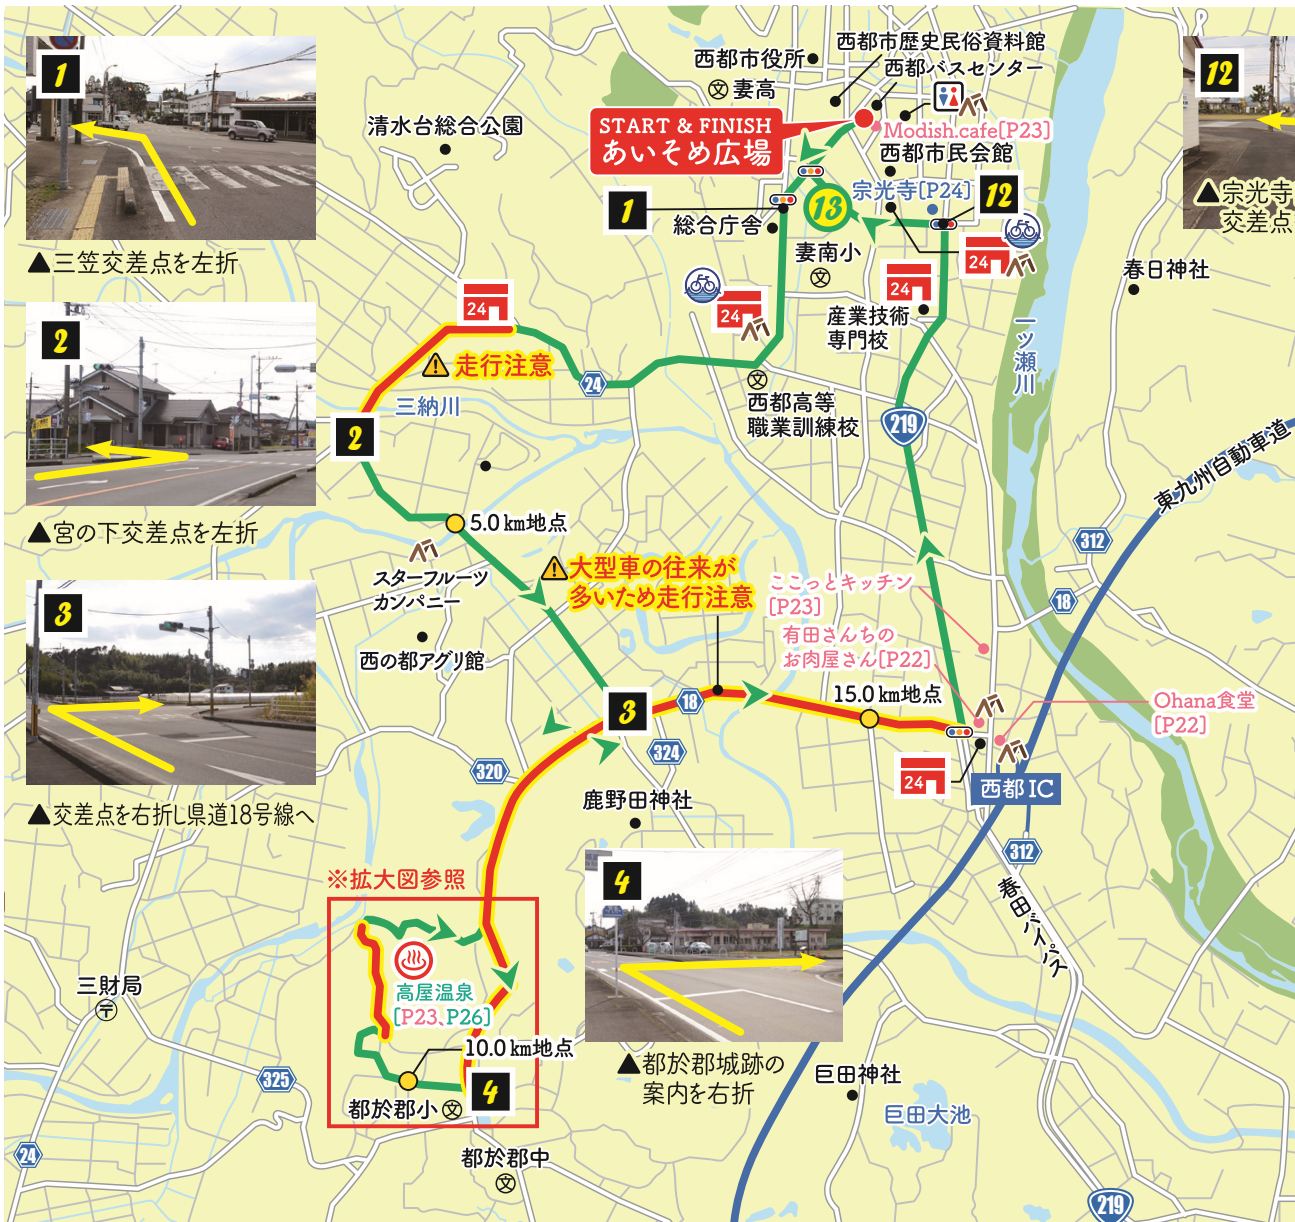 1
▲三笠交差点を左折
2
▲宮の下交差点を左折
3
▲交差点を右折し県道18号線へ
西都市役所
西都市歴史民俗資料館
西都バスセンター
文 妻高
清水台総合公園
START & FINISH
あいそめ広場
Modish.cafe[P23]
西都市民会館
宗光寺[P24]
1
13
12
総合庁舎
妻南小
文
24
24
24
産業技術
専門校
12
▲宗光寺
交差点
春日神社
一ツ瀬川
24
走行注意
24
三納川
2
文
西都高等
職業訓練校
219
東九州自動車道
312
18
5.0km地点
スターフルーツ
カンパニー
西の都アグリ館
大型車の往来が
多いため走行注意
ここっとキッチン
[P23]
有田さんちの
お肉屋さん[P22]
15.0km地点
Ohana食堂
[P22]
3
18
324
320
24
西都IC
312
春田バイパス
鹿野田神社
※拡大図参照
高屋温泉
[P23、P26]
10.0km地点
4
都於郡小 文
都於郡中
文
4
▲都於郡城跡の
案内を右折
三財局
〒
325
24
巨田神社
巨田大池
219